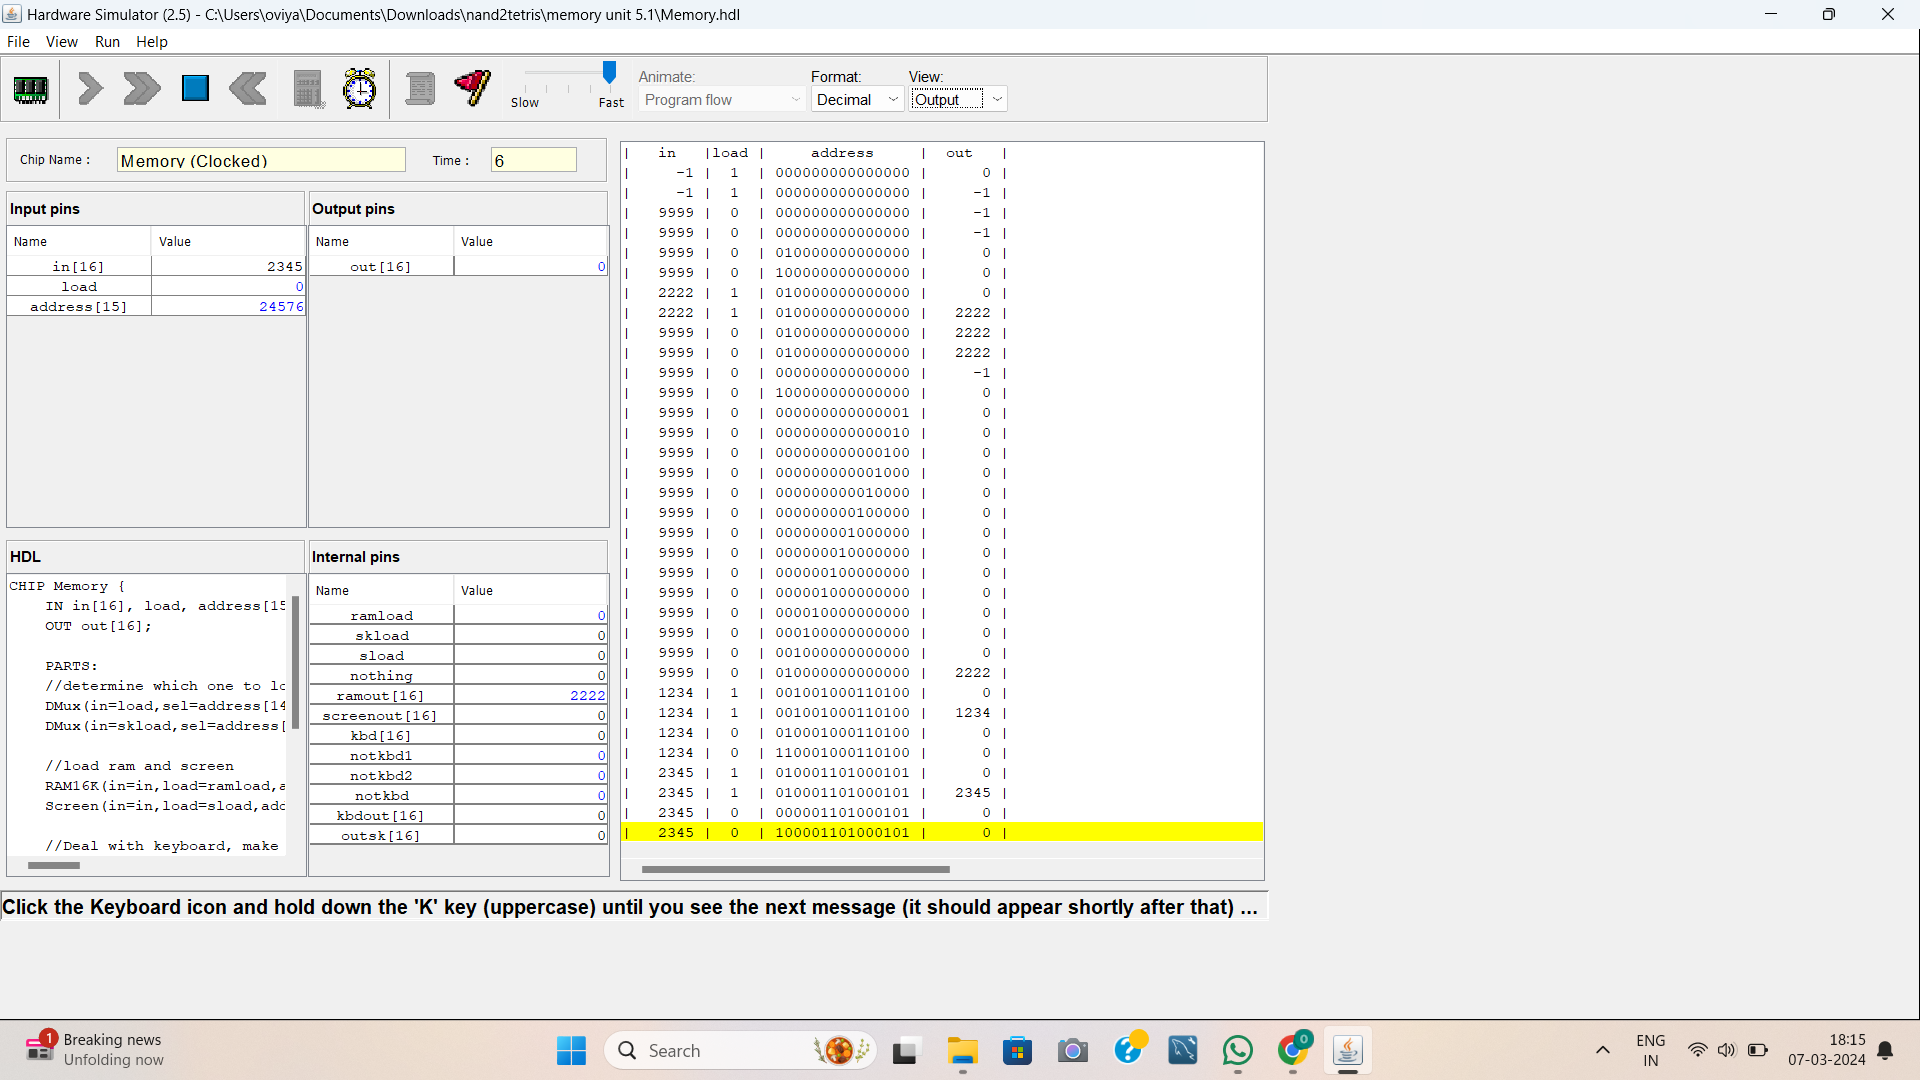 Hardware Simulator (2.5) - C:\Users\oviya\Documents\Downloads\nand2tetris\memory unit 5.1\Memory.hdl
File View Run Help
Slow Fast
Animate: Format: View:
Program flow Decimal Output
Chip Name : Memory (Clocked) Time : 6
Input pins
Name Value
in[16] 2345
load 0
address[15] 24576
Output pins
Name Value
out[16] 0
HDL
CHIP Memory {
IN in[16], load, address[15
OUT out[16];
PARTS:
//determine which one to lo
DMux(in=load,sel=address[14
DMux(in=skload,sel=address[
//load ram and screen
RAM16K(in=in,load=ramload,a
Screen(in=in,load=sload,add
//Deal with keyboard, make
Internal pins
Name Value
ramload 0
skload 0
sload 0
nothing 0
ramout[16] 2222
screenout[16] 0
kbd[16] 0
notkbd1 0
notkbd2 0
notkbd 0
kbdout[16] 0
outsk[16] 0
| in |load | address | out |
| -1 | 1 | 000000000000000 | 0 |
| -1 | 1 | 000000000000000 | -1 |
| 9999 | 0 | 000000000000000 | -1 |
| 9999 | 0 | 000000000000000 | -1 |
| 9999 | 0 | 010000000000000 | 0 |
| 9999 | 0 | 100000000000000 | 0 |
| 2222 | 1 | 010000000000000 | 0 |
| 2222 | 1 | 010000000000000 | 2222 |
| 9999 | 0 | 010000000000000 | 2222 |
| 9999 | 0 | 010000000000000 | 2222 |
| 9999 | 0 | 000000000000000 | -1 |
| 9999 | 0 | 100000000000000 | 0 |
| 9999 | 0 | 000000000000001 | 0 |
| 9999 | 0 | 000000000000010 | 0 |
| 9999 | 0 | 000000000000100 | 0 |
| 9999 | 0 | 000000000001000 | 0 |
| 9999 | 0 | 000000000010000 | 0 |
| 9999 | 0 | 000000000100000 | 0 |
| 9999 | 0 | 000000001000000 | 0 |
| 9999 | 0 | 000000010000000 | 0 |
| 9999 | 0 | 000000100000000 | 0 |
| 9999 | 0 | 000001000000000 | 0 |
| 9999 | 0 | 000010000000000 | 0 |
| 9999 | 0 | 000100000000000 | 0 |
| 9999 | 0 | 001000000000000 | 0 |
| 9999 | 0 | 010000000000000 | 2222 |
| 1234 | 1 | 001001000110100 | 0 |
| 1234 | 1 | 001001000110100 | 1234 |
| 1234 | 0 | 010001000110100 | 0 |
| 1234 | 0 | 110001000110100 | 0 |
| 2345 | 1 | 010001101000101 | 0 |
| 2345 | 1 | 010001101000101 | 2345 |
| 2345 | 0 | 000001101000101 | 0 |
| 2345 | 0 | 100001101000101 | 0 |
Click the Keyboard icon and hold down the 'K' key (uppercase) until you see the next message (it should appear shortly after that) ...
1
Breaking news
Unfolding now
Search
0
ENG
IN
18:15
07-03-2024